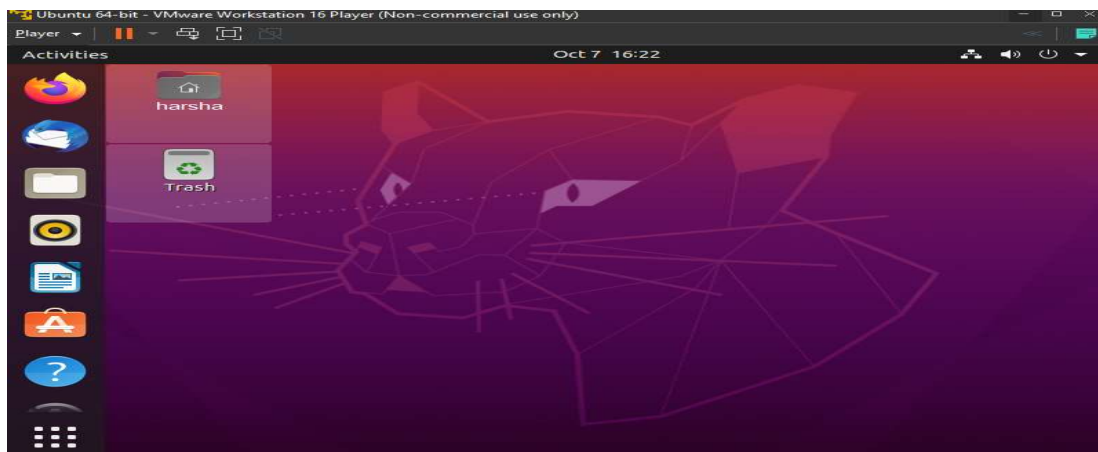 Ubuntu 64-bit - VMware Workstation 16 Player (Non-commercial use only)
Player
Activities
Oct 7 16:22
harsha
Trash